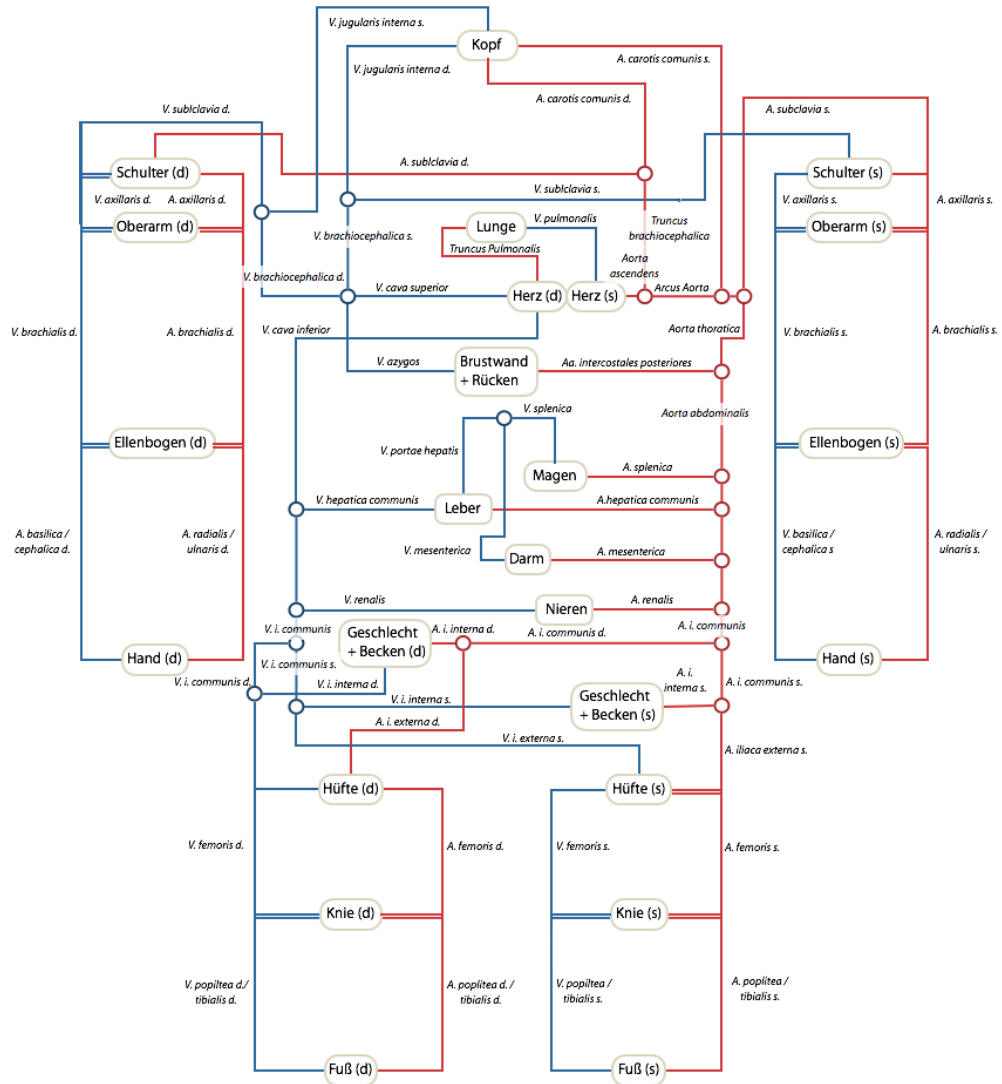 V. jugularis interna s.
Kopf
V. jugularis interna d.
A. carotis comunis s.
A. carotis comunis d.
V. sublclavia d.
A. subclavia s.
A. sublclavia d.
Schulter (d)
Schulter (s)
V. sublclavia s.
V. axillaris d.
A. axillaris d.
V. axillaris s.
A. axillaris s.
Oberarm (d)
Oberarm (s)
Lunge
V. pulmonalis
Truncus
brachiocephalica
V. brachiocephalica s.
Truncus Pulmonalis
Aorta
ascendens
V. brachiocephalica d.
V. cava superior
Herz (d)
Herz (s)
Arcus Aorta
V. brachialis d.
A. brachialis d.
V. cava inferior
Aorta thoratica
V. brachialis s.
A. brachialis s.
V. azygos
Brustwand
+ Rücken
Aa. intercostales posteriores
V. splenica
Aorta abdominalis
Ellenbogen (d)
Ellenbogen (s)
V. portae hepatis
Magen
A. splenica
V. hepatica communis
Leber
A.hepatica communis
A. basilica /
cephalica d.
A. radialis /
ulnaris d.
V. basilica /
cephalica s
A. radialis /
ulnaris s.
V. mesenterica
Darm
A. mesenterica
V. renalis
Nieren
A. renalis
V. i. communis
Geschlecht
+ Becken (d)
A. i. interna d.
A. i. communis d.
A. i. communis
Hand (d)
Hand (s)
V. i. communis s.
V. i. communis d.
V. i. interna d.
A. i.
interna s.
A. i. communis s.
V. i. interna s.
Geschlecht
+ Becken (s)
A. i. externa d.
V. i. externa s.
A. iliaca externa s.
Hüfte (d)
Hüfte (s)
V. femoris d.
A. femoris d.
V. femoris s.
A. femoris s.
Knie (d)
Knie (s)
V. popiltea d./
tibialis d.
A. poplitea d. /
tibialis d.
V. popiltea /
tibialis s.
A. poplitea /
tibialis s.
Fuß (d)
Fuß (s)